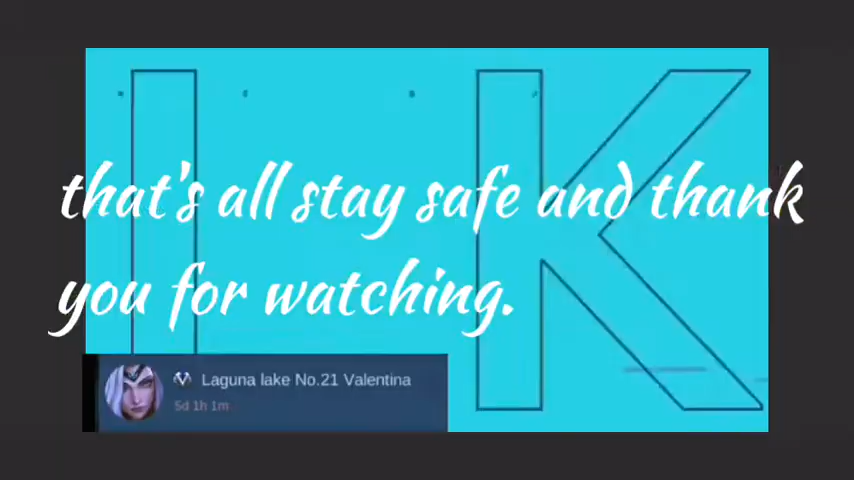 I K
that's all stay safe and thank
you for watching.
Laguna lake No.21 Valentina
5d 1h 1m